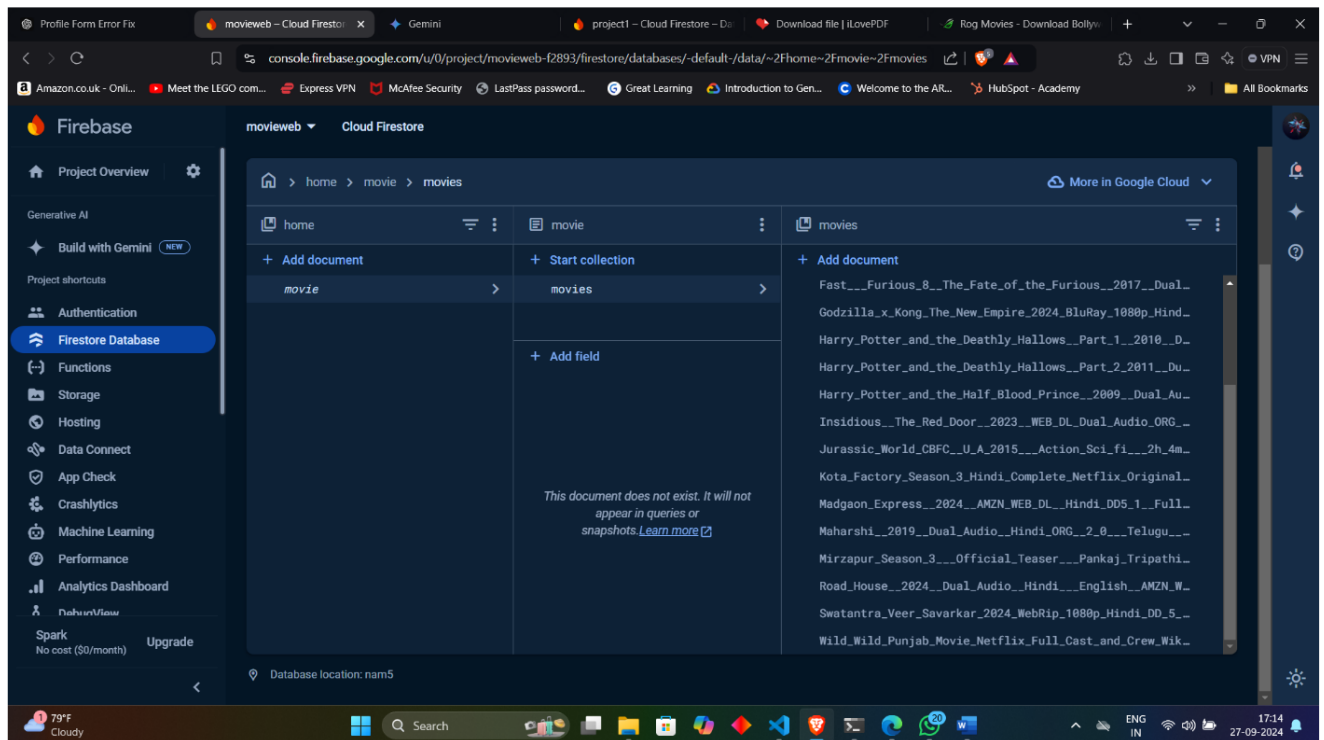 Profile Form Error Fix
movieweb – Cloud Firestor
Gemini
project1 – Cloud Firestore – Da
Download file | iLovePDF
Rog Movies - Download Bollyw
console.firebase.google.com/u/0/project/movieweb-f2893/firestore/databases/-default-/data/~2Fhome~2Fmovie~2Fmovies
VPN
Amazon.co.uk - Onli...
Meet the LEGO com...
Express VPN
McAfee Security
LastPass password...
Great Learning
Introduction to Gen...
Welcome to the AR...
HubSpot - Academy
»
All Bookmarks
Firebase
movieweb
Cloud Firestore
Project Overview
Generative AI
Build with Gemini NEW
Project shortcuts
Authentication
Firestore Database
Functions
Storage
Hosting
Data Connect
App Check
Crashlytics
Machine Learning
Performance
Analytics Dashboard
DebugView
Spark
No cost ($0/month)
Upgrade
home > movie > movies
More in Google Cloud
home
+ Add document
movie
movie
+ Start collection
movies
+ Add field
This document does not exist. It will not
appear in queries or
snapshots.Learn more
movies
+ Add document
Fast___Furious_8__The_Fate_of_the_Furious__2017__Dual_
Godzilla_x_Kong_The_New_Empire_2024_BluRay_1080p_Hind_
Harry_Potter_and_the_Deathly_Hallows__Part_1__2010__D_
Harry_Potter_and_the_Deathly_Hallows__Part_2_2011__Du_
Harry_Potter_and_the_Half_Blood_Prince__2009__Dual_Au_
Insidious__The_Red_Door__2023__WEB_DL_Dual_Audio_ORG__
Jurassic_World_CBFC__U_A_2015___Action_Sci_fi___2h_4m_
Kota_Factory_Season_3_Hindi_Complete_Netflix_Original_
Madgaon_Express__2024__AMZN_WEB_DL__Hindi_DD5_1__Full_
Maharshi__2019__Dual_Audio__Hindi_ORG__2_0___Telugu___
Mirzapur_Season_3___Official_Teaser___Pankaj_Tripathi_
Road_House__2024__Dual_Audio__Hindi___English__AMZN_W_
Swatantra_Veer_Savarkar_2024_WebRip_1080p_Hindi_DD_5__
Wild_Wild_Punjab_Movie_Netflix_Full_Cast_and_Crew_Wik_
Database location: nam5
1
79°F
Cloudy
Search
20
ENG
IN
17:14
27-09-2024